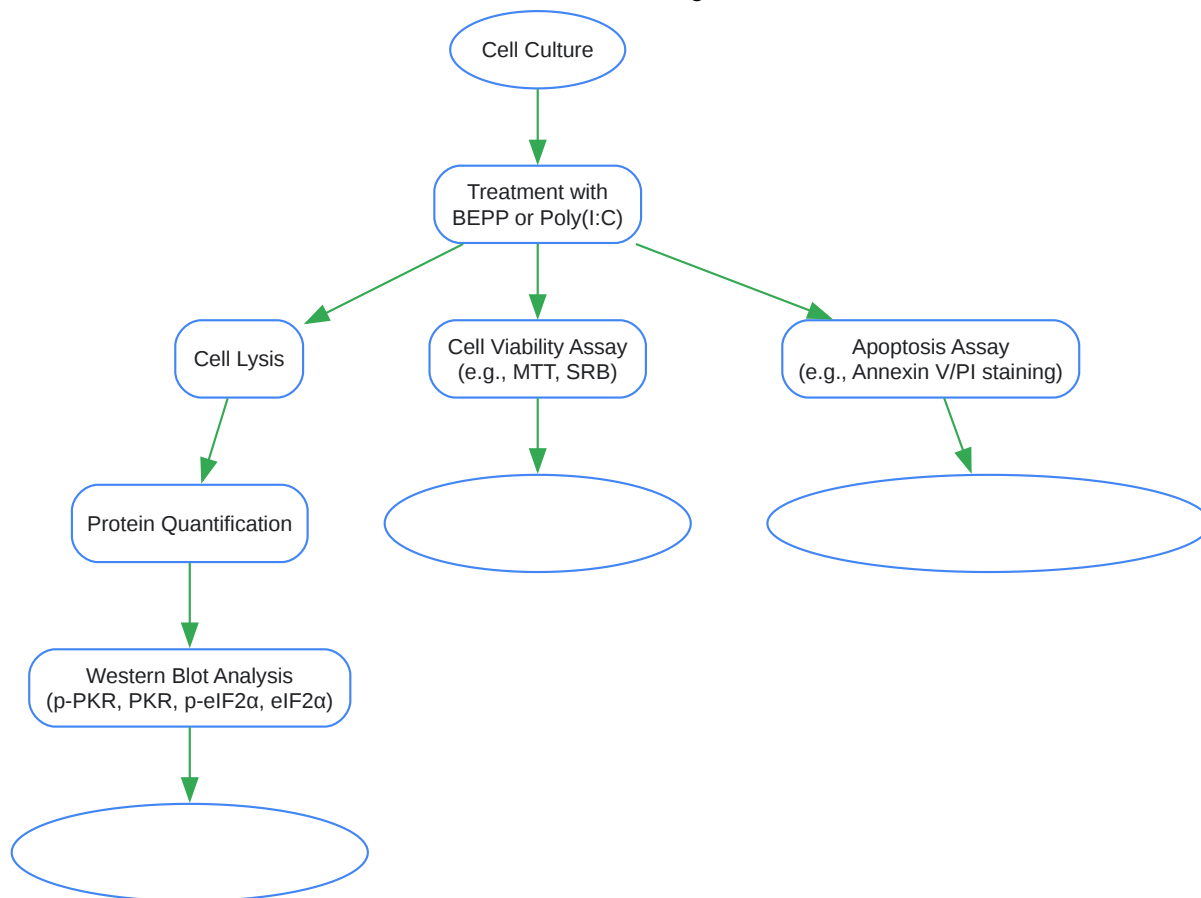 Cell Culture
Treatment with
BEPP or Poly(I:C)
Cell Lysis
Cell Viability Assay
(e.g., MTT, SRB)
Apoptosis Assay
(e.g., Annexin V/PI staining)
Protein Quantification
Western Blot Analysis
(p-PKR, PKR, p-eIF2α, eIF2α)